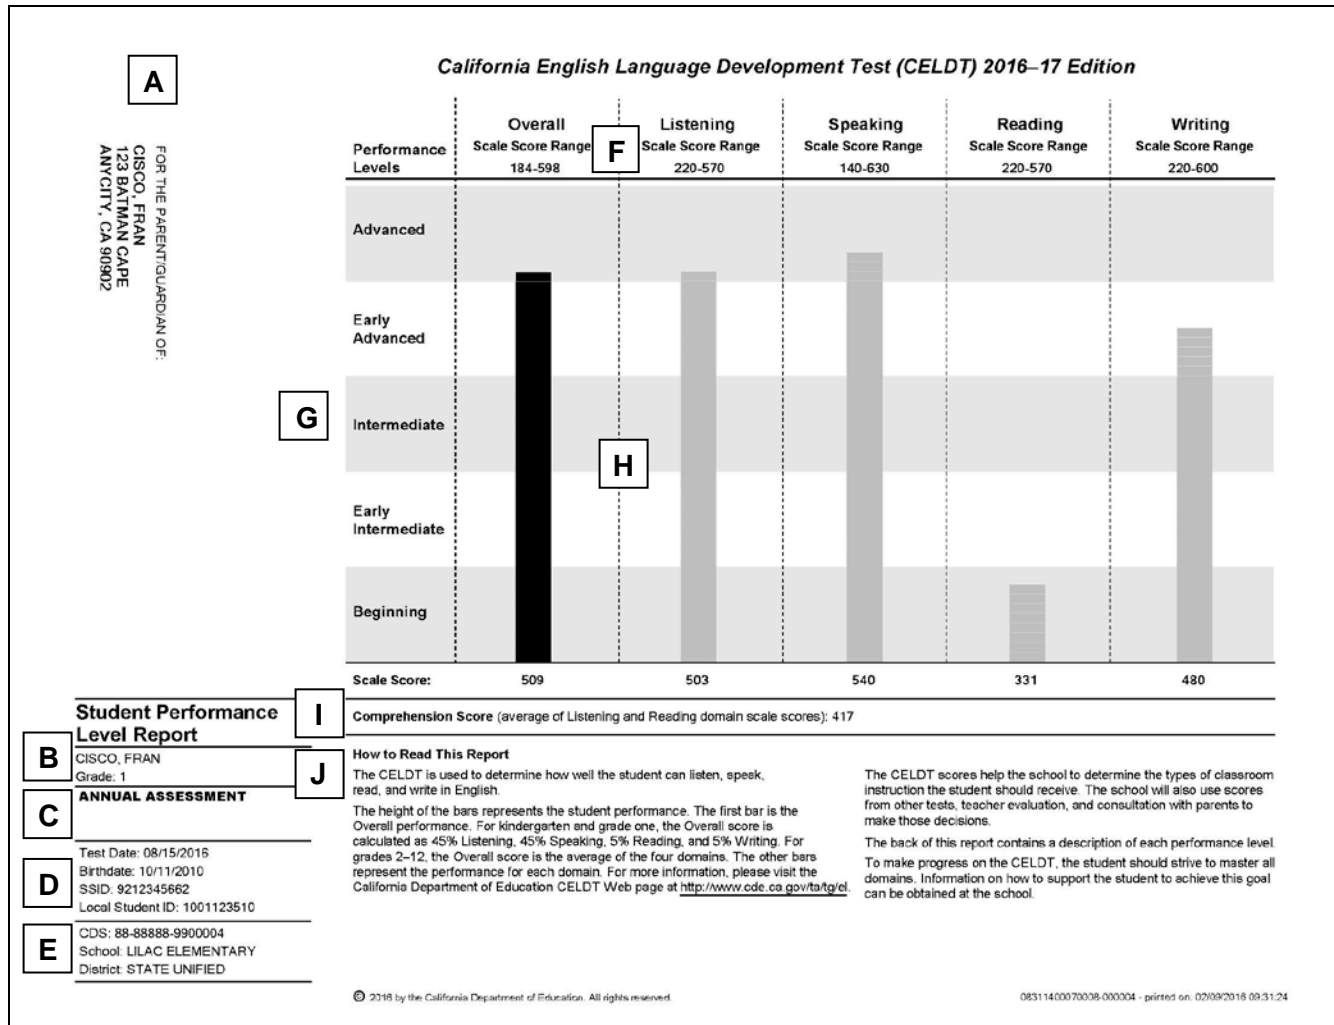 A
California English Language Development Test (CELDT) 2016–17 Edition
FOR THE PARENT/GUARDIAN OF:
CISCO, FRAN
123 BATMAN CAPE
ANYCITY, CA 90902
Performance
Levels
Overall
Scale Score Range
184-598
F
Listening
Scale Score Range
220-570
Speaking
Scale Score Range
140-630
Reading
Scale Score Range
220-570
Writing
Scale Score Range
220-600
Advanced
Early
Advanced
G
Intermediate
H
Early
Intermediate
Beginning
Scale Score: 509 503 540 331 480
Student Performance
Level Report
I
Comprehension Score (average of Listening and Reading domain scale scores): 417
B
CISCO, FRAN
Grade: 1
C
ANNUAL ASSESSMENT
D
Test Date: 08/15/2016
Birthdate: 10/11/2010
SSID: 9212345662
Local Student ID: 1001123510
E
CDS: 88-88888-9900004
School: LILAC ELEMENTARY
District: STATE UNIFIED
J
How to Read This Report
The CELDT is used to determine how well the student can listen, speak,
read, and write in English.
The height of the bars represents the student performance. The first bar is the
Overall performance. For kindergarten and grade one, the Overall score is
calculated as 45% Listening, 45% Speaking, 5% Reading, and 5% Writing. For
grades 2–12, the Overall score is the average of the four domains. The other bars
represent the performance for each domain. For more information, please visit the
California Department of Education CELDT Web page at http://www.cde.ca.gov/ta/tg/el.
The CELDT scores help the school to determine the types of classroom
instruction the student should receive. The school will also use scores
from other tests, teacher evaluation, and consultation with parents to
make those decisions.
The back of this report contains a description of each performance level.
To make progress on the CELDT, the student should strive to master all
domains. Information on how to support the student to achieve this goal
can be obtained at the school.
© 2016 by the California Department of Education. All rights reserved.
08311400070008-000004 - printed on: 02/09/2016 09:31:24